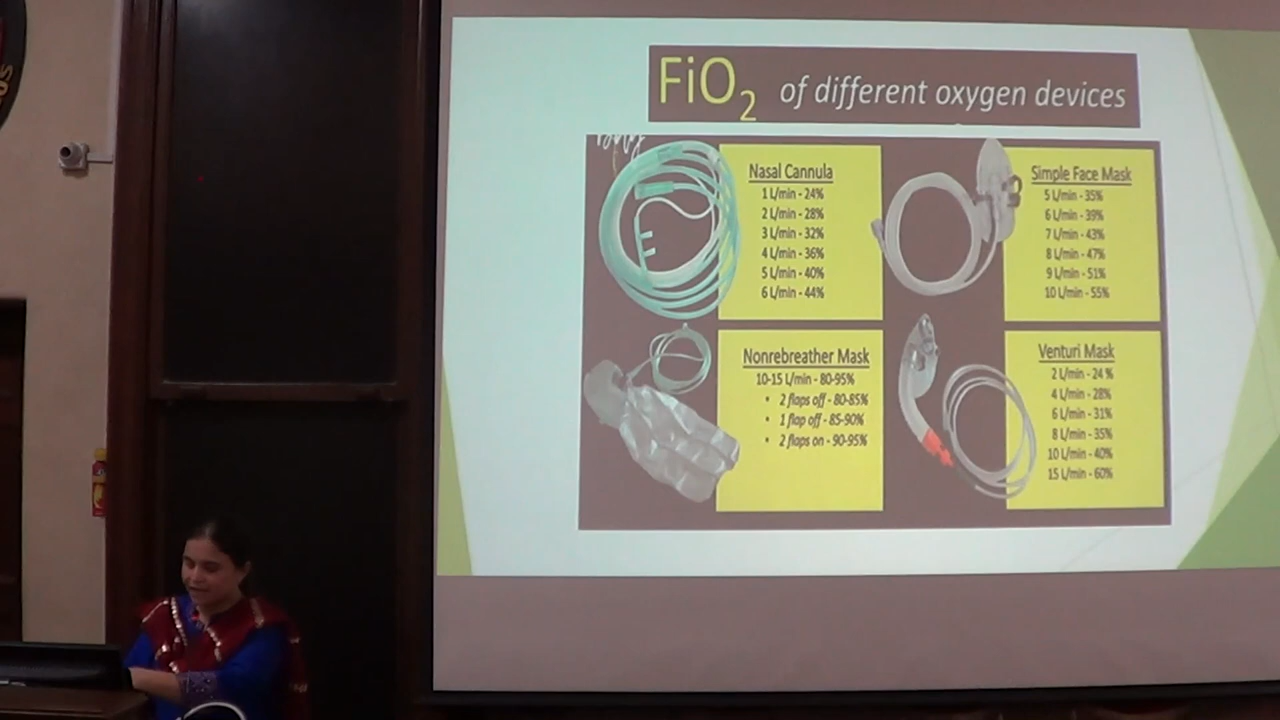 FiO2 of different oxygen devices
Nasal Cannula
1 L/min - 24%
2 L/min - 28%
3 L/min - 32%
4 L/min - 36%
5 L/min - 40%
6 L/min - 44%
Simple Face Mask
5 L/min - 35%
6 L/min - 39%
7 L/min - 43%
8 L/min - 47%
9 L/min - 51%
10 L/min - 55%
Nonrebreather Mask
10-15 L/min - 80-95%
• 2 flaps off - 80-85%
• 1 flap off - 85-90%
• 2 flaps on - 90-95%
Venturi Mask
2 L/min - 24 %
4 L/min - 28%
6 L/min - 31%
8 L/min - 35%
10 L/min - 40%
15 L/min - 60%